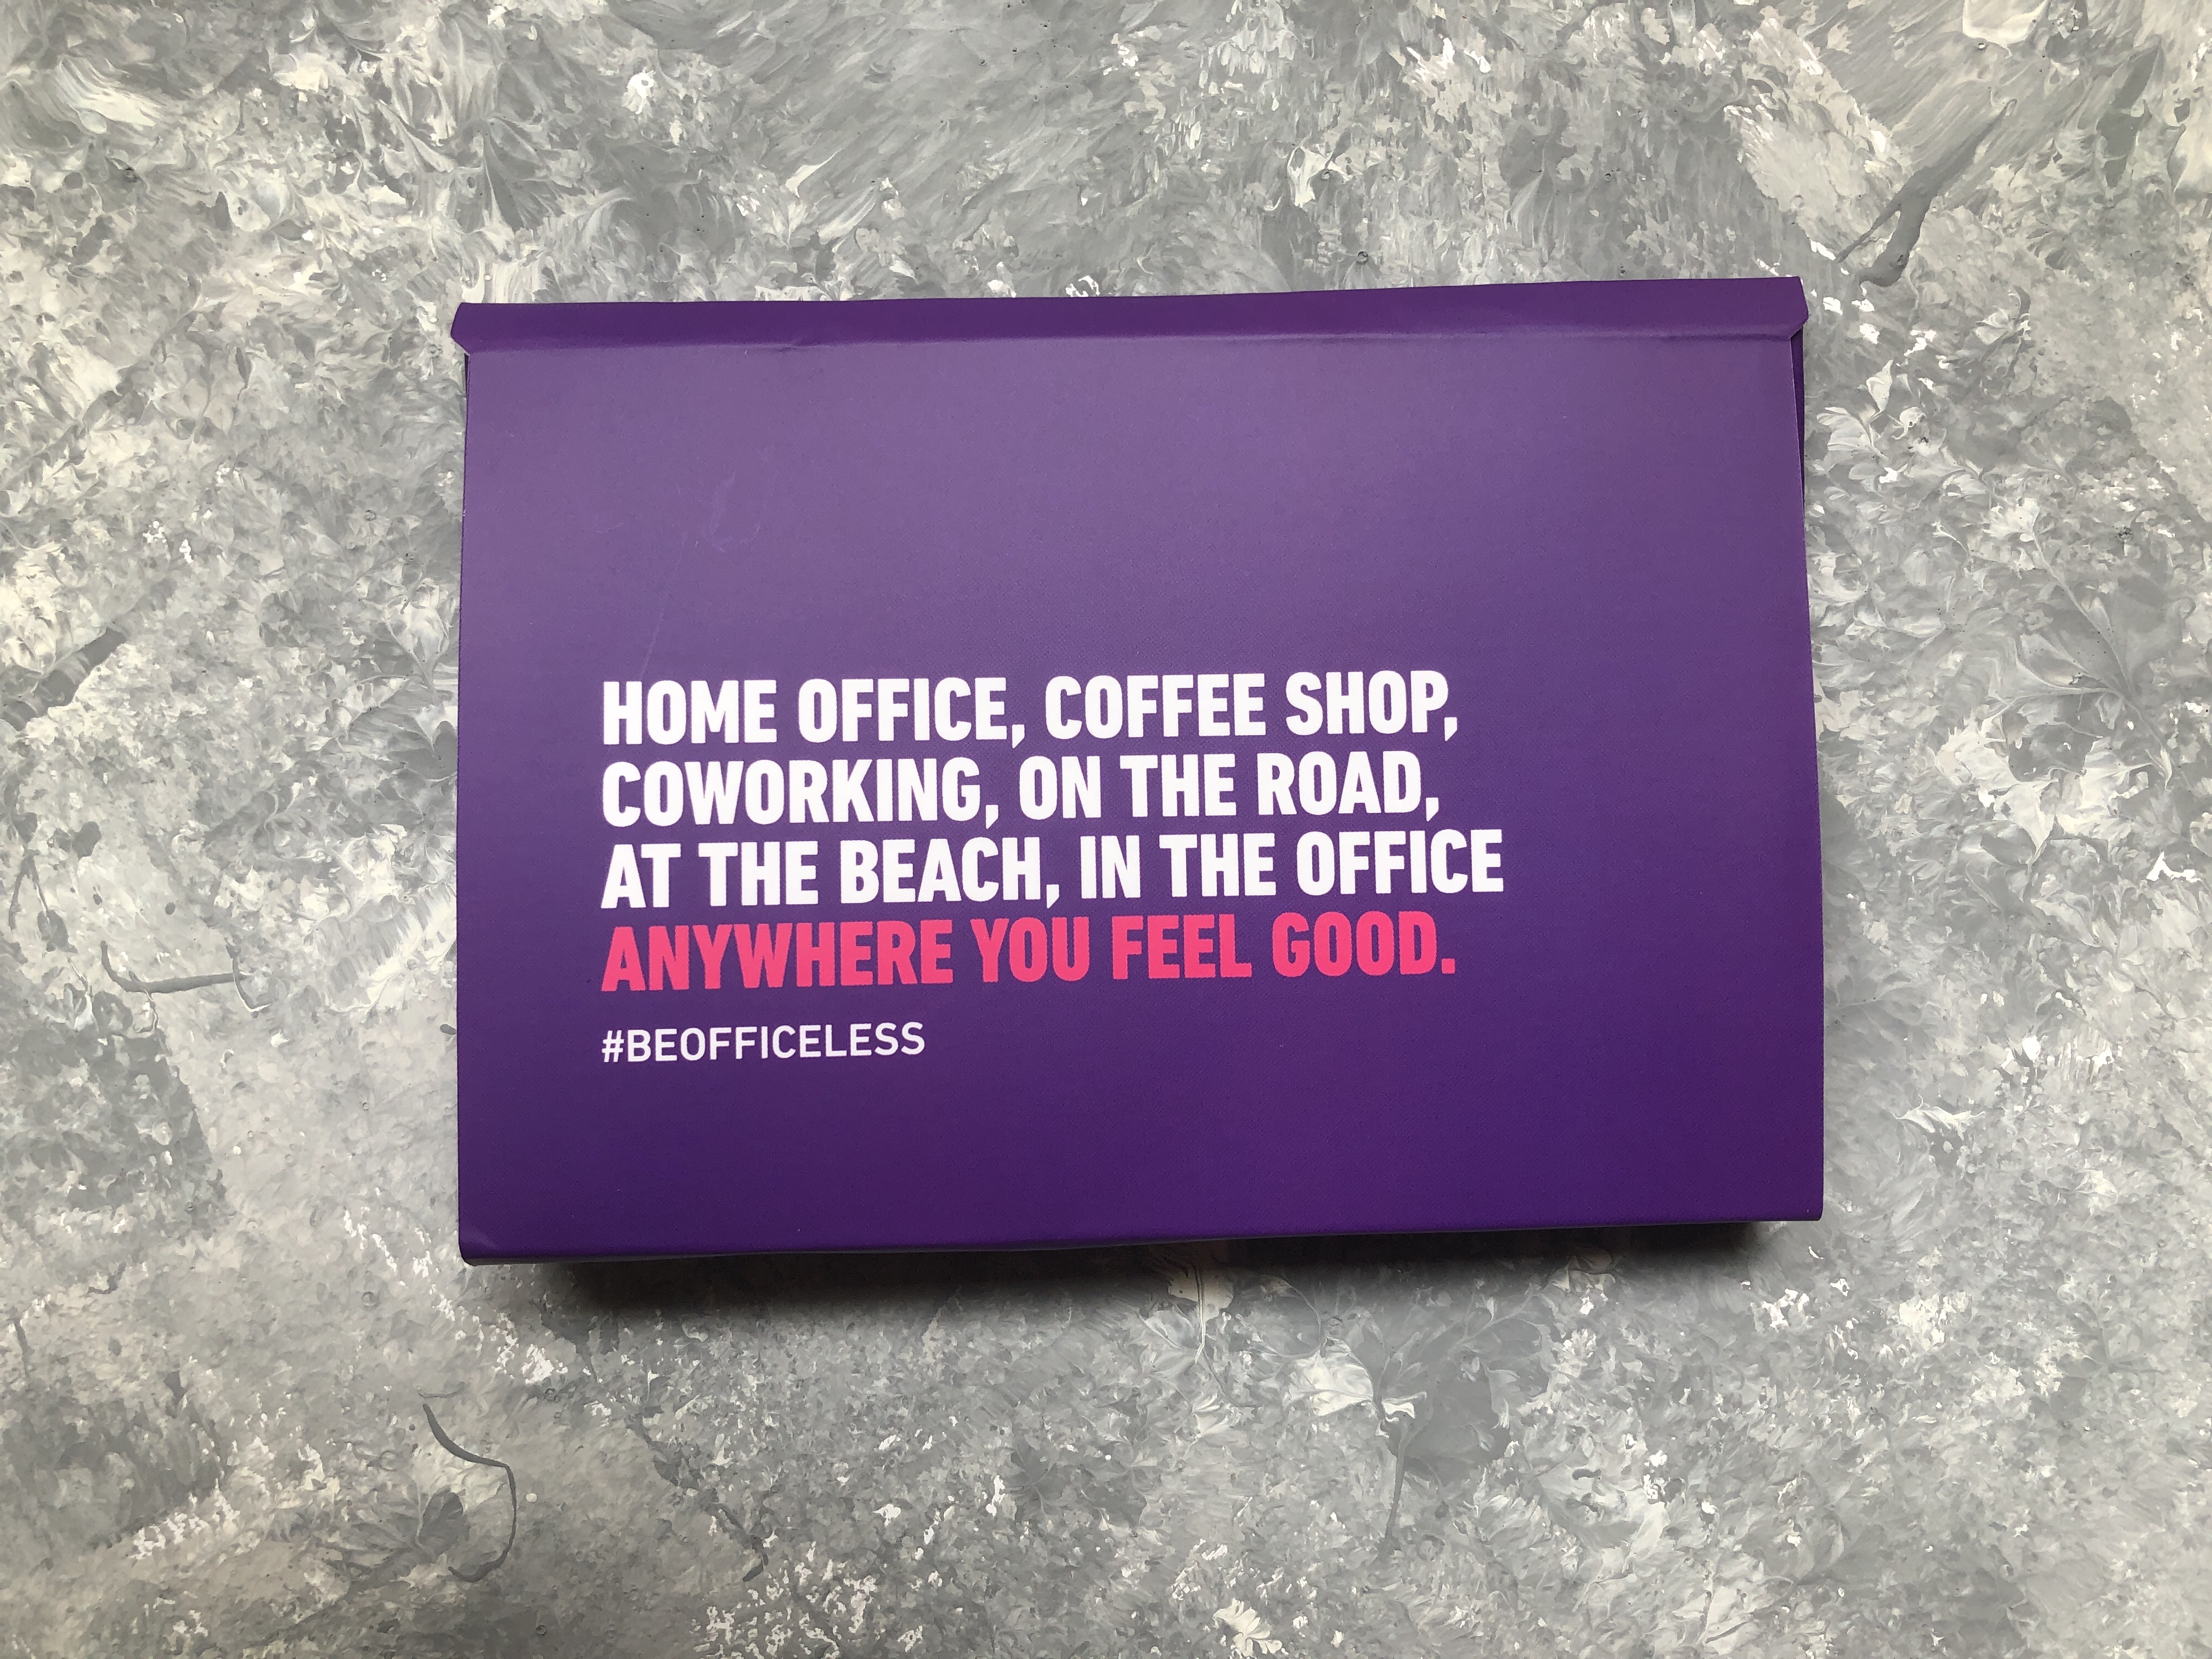 HOME OFFICE, COFFEE SHOP,
COWORKING, ON THE ROAD,
AT THE BEACH, IN THE OFFICE
ANYWHERE YOU FEEL GOOD.
#BEOFFICELESS